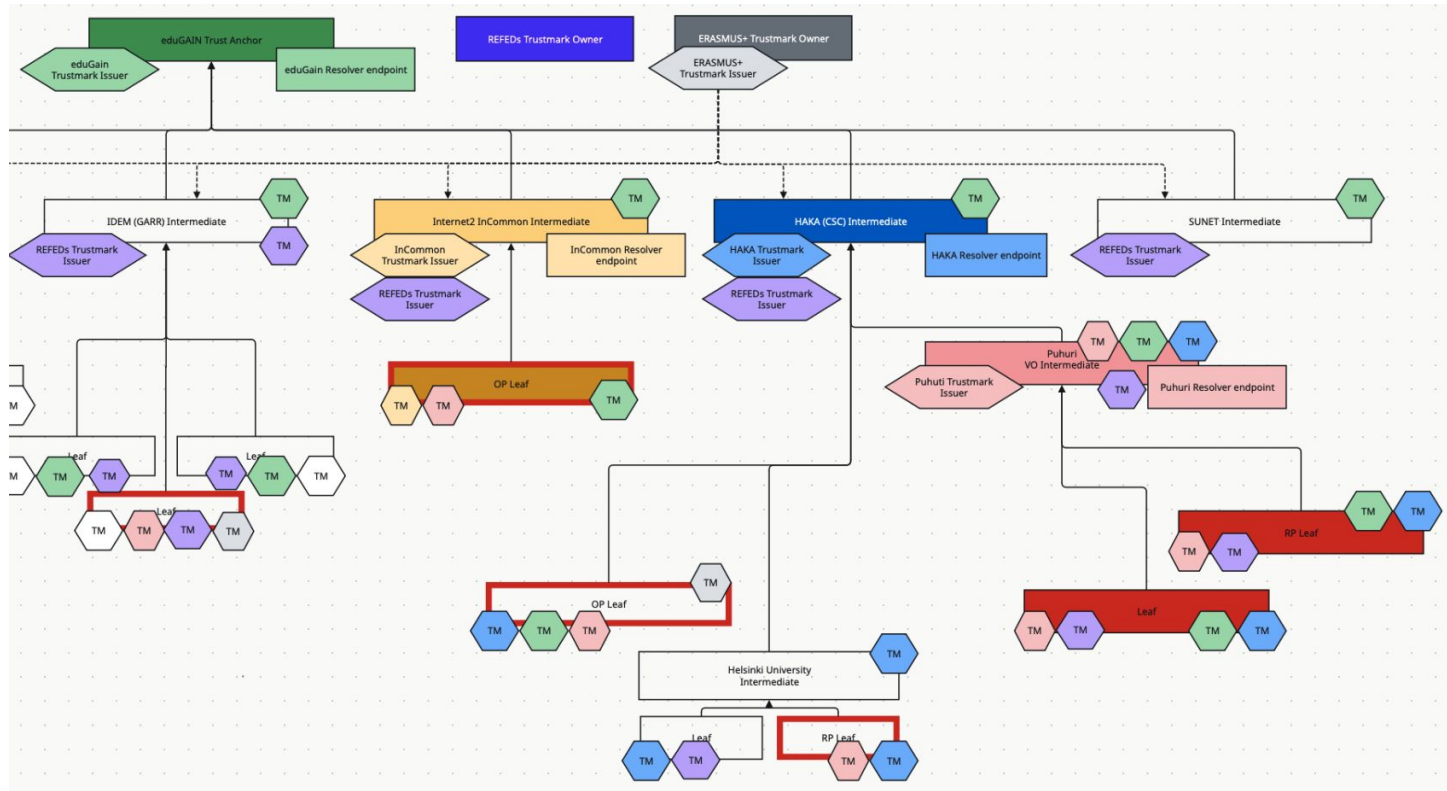 eduGAIN Trust Anchor
eduGain
Trustmark Issuer
eduGain Resolver endpoint
REFEDs Trustmark Owner
ERASMUS+ Trustmark Owner
ERASMUS+
Trustmark Issuer
IDEM (GARR) Intermediate
TM
TM
REFEDs Trustmark
Issuer
Internet2 InCommon Intermediate
TM
InCommon
Trustmark Issuer
InCommon Resolver
endpoint
REFEDs Trustmark
Issuer
HAKA (CSC) Intermediate
TM
HAKA Trustmark
Issuer
HAKA Resolver endpoint
REFEDs Trustmark
Issuer
SUNET Intermediate
TM
REFEDs Trustmark
Issuer
Puhuri
VO Intermediate
TM
TM
TM
TM
Puhuti Trustmark
Issuer
Puhuri Resolver endpoint
OP Leaf
TM
TM
TM
TM
Leaf
TM
TM
TM
Leaf
TM
TM
TM
Leaf
TM
TM
TM
TM
OP Leaf
TM
TM
TM
TM
Helsinki University
Intermediate
TM
Leaf
TM
TM
RP Leaf
TM
TM
RP Leaf
TM
TM
TM
TM
Leaf
TM
TM
TM
TM